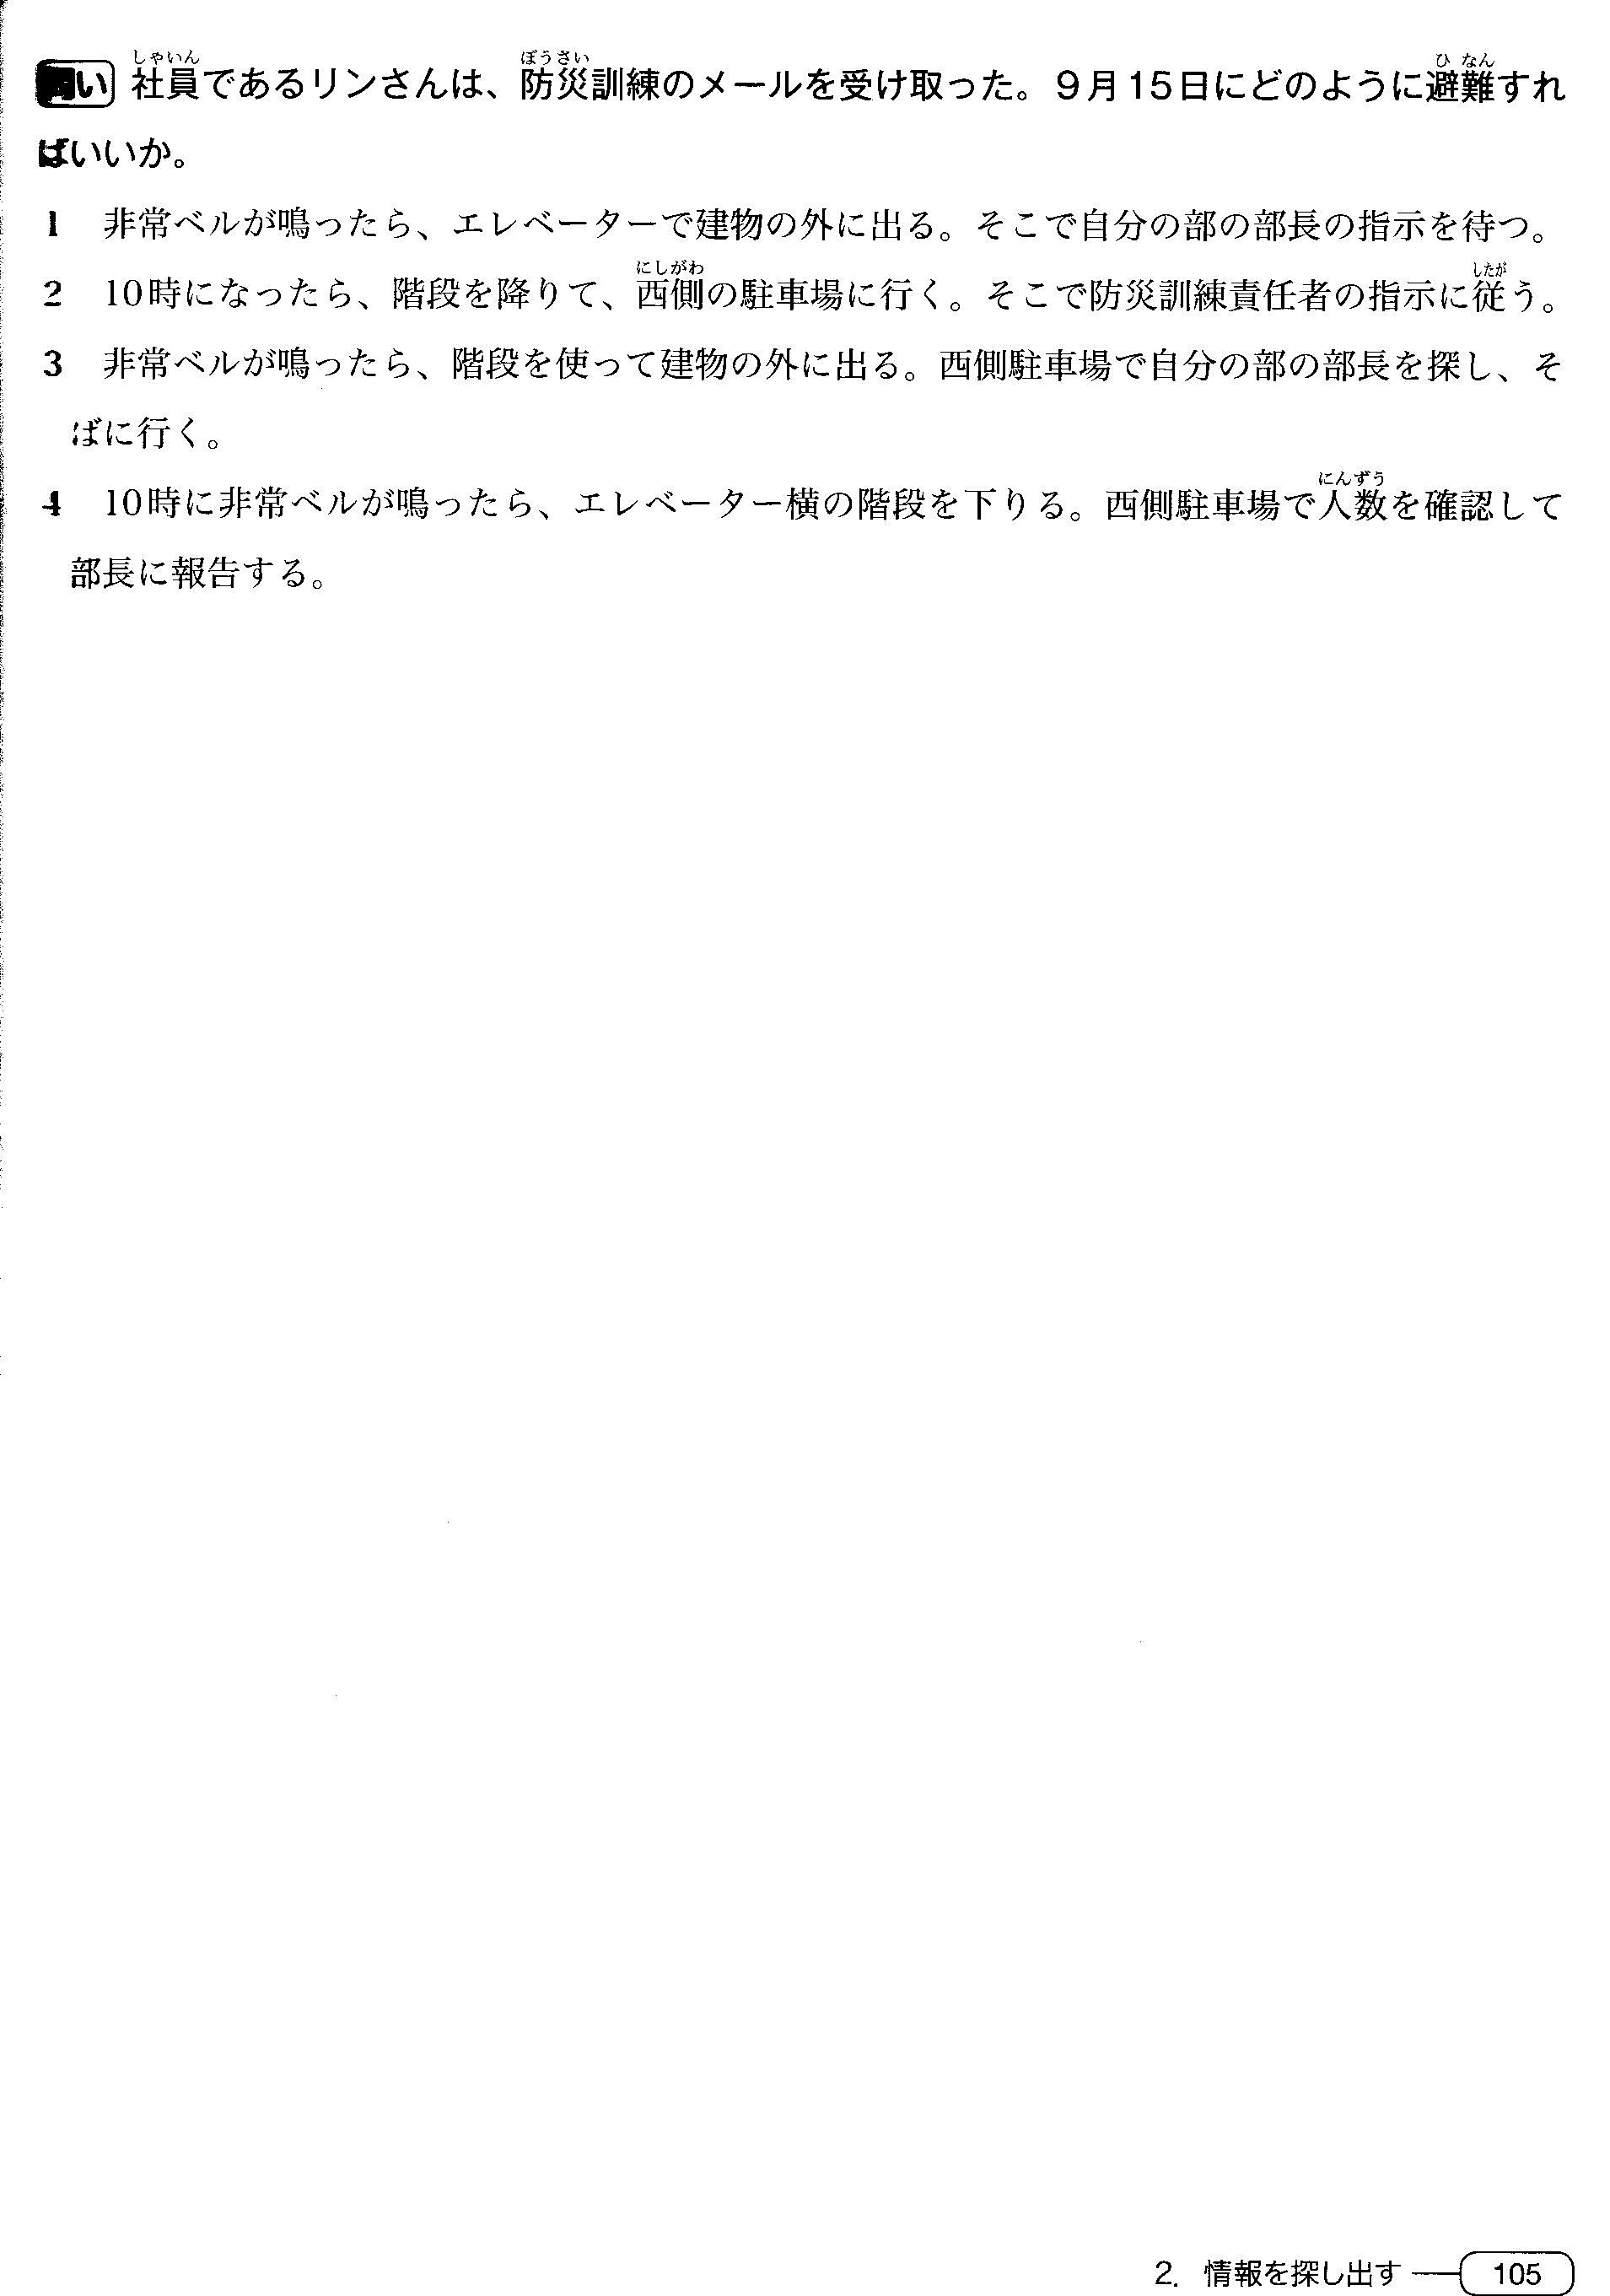 問い 社員であるリンさんは、防災訓練のメールを受け取った。9月15日にどのように避難すれ
ばいいか。
1 非常ベルが鳴ったら、エレベーターで建物の外に出る。そこで自分の部の部長の指示を待つ。
2 10時になったら、階段を降りて、西側の駐車場に行く。そこで防災訓練責任者の指示に従う。
3 非常ベルが鳴ったら、階段を使って建物の外に出る。西側駐車場で自分の部の部長を探し、そ
ばに行く。
4 10時に非常ベルが鳴ったら、エレベーター横の階段を下りる。西側駐車場で人数を確認して
部長に報告する。
2. 情報を探し出す 105